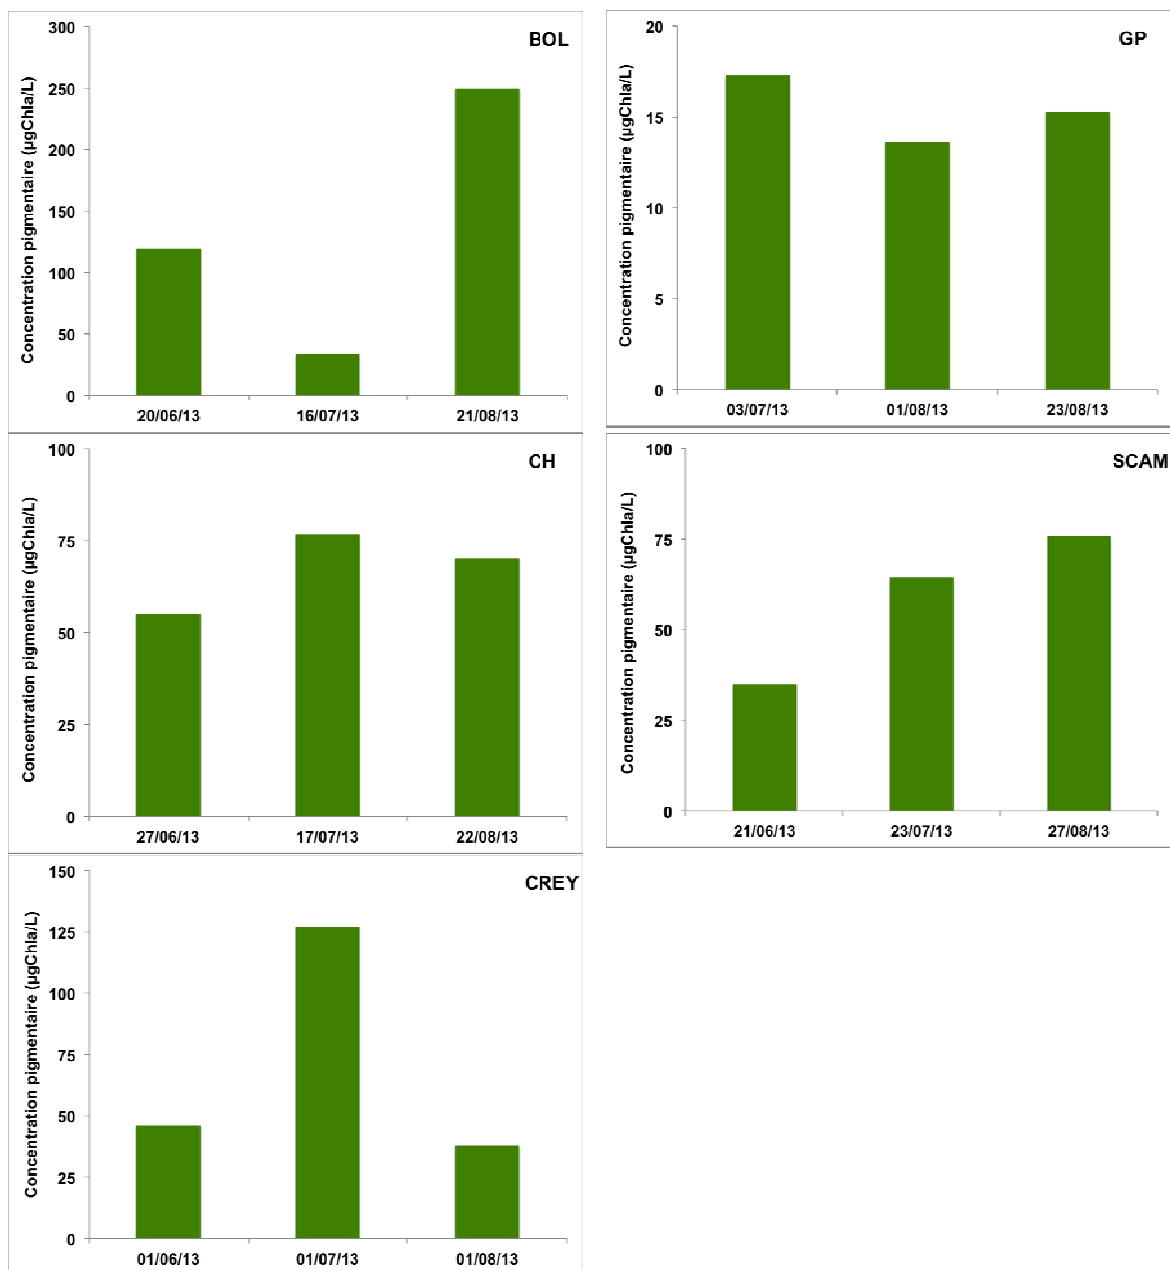 BOL
Concentration pigmentaire (µgChla/L)
300
250
200
150
100
50
0
20/06/13 16/07/13 21/08/13
GP
Concentration pigmentaire (µgChla/L)
20
15
10
5
0
03/07/13 01/08/13 23/08/13
CH
Concentration pigmentaire (µgChla/L)
100
75
50
25
0
27/06/13 17/07/13 22/08/13
SCAM
Concentration pigmentaire (µgChla/L)
100
75
50
25
0
21/06/13 23/07/13 27/08/13
CREY
Concentration pigmentaire (µgChla/L)
150
125
100
75
50
25
0
01/06/13 01/07/13 01/08/13